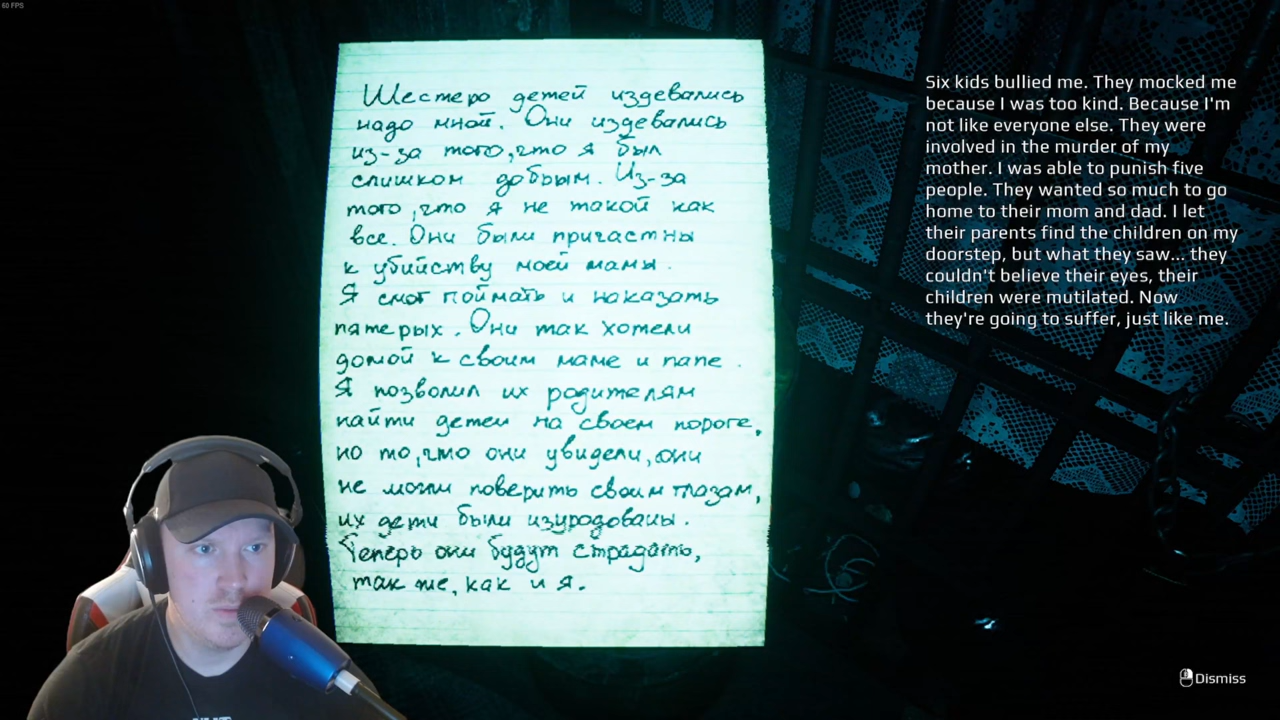 60 FPS
Шестеро детей издевались
надо мной. Они издевались
из-за того, что я был
слишком добрым. Из-за
того, что я не такой как
все. Они были причастны
к убийству моей мамы.
Я смог поймать и наказать
пятерых. Они так хотели
домой к своим маме и папе.
Я позволил их родителям
найти детей на своем пороге,
но то, что они увидели, они
не могли поверить своим глазам,
их дети были изуродованы.
Теперь они будут страдать,
так же, как и я.
Six kids bullied me. They mocked me
because I was too kind. Because I'm
not like everyone else. They were
involved in the murder of my
mother. I was able to punish five
people. They wanted so much to go
home to their mom and dad. I let
their parents find the children on my
doorstep, but what they saw... they
couldn't believe their eyes, their
children were mutilated. Now
they're going to suffer, just like me.
Dismiss